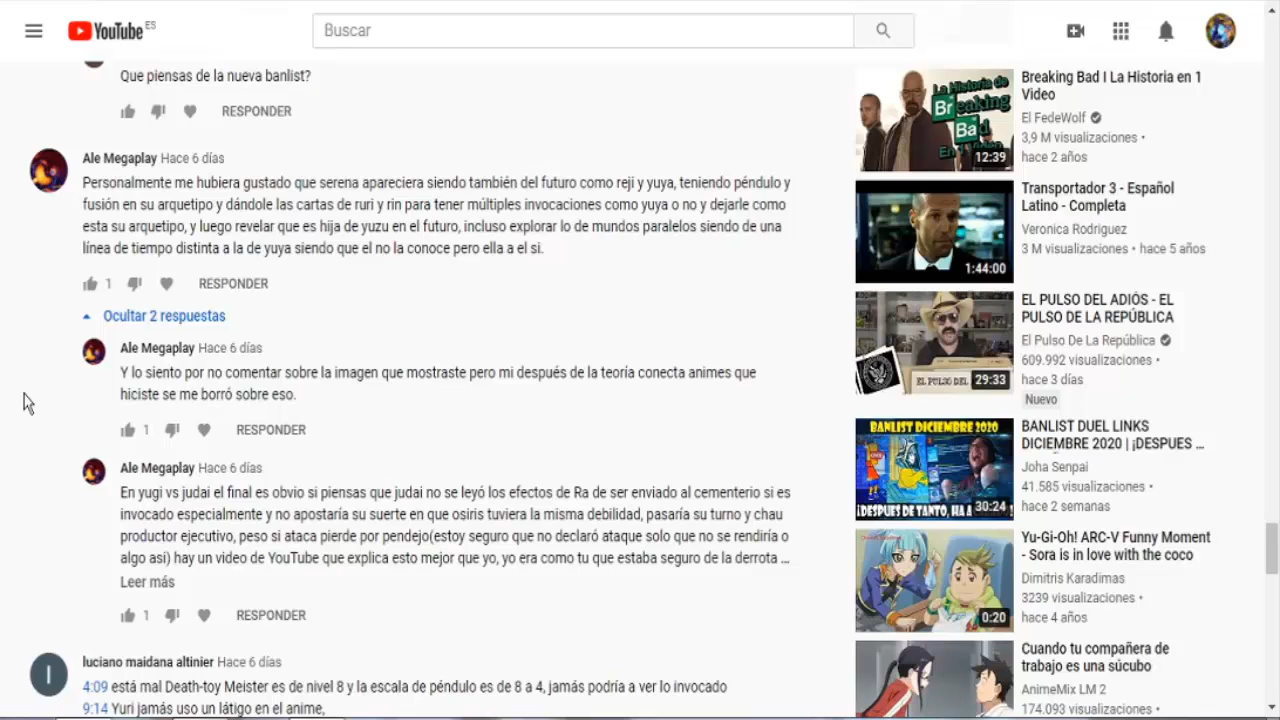 YouTube ES
Buscar
Que piensas de la nueva banlist?
RESPONDER
Ale Megaplay Hace 6 días
Personalmente me hubiera gustado que serena apareciera siendo también del futuro como reji y yuya, teniendo péndulo y
fusión en su arquetipo y dándole las cartas de ruri y rin para tener múltiples invocaciones como yuya o no y dejarle como
esta su arquetipo, y luego revelar que es hija de yuzu en el futuro, incluso explorar lo de mundos paralelos siendo de una
línea de tiempo distinta a la de yuya siendo que el no la conoce pero ella a el si.
1 RESPONDER
Ocultar 2 respuestas
Ale Megaplay Hace 6 días
Y lo siento por no comentar sobre la imagen que mostraste pero mi después de la teoría conecta animes que
hiciste se me borró sobre eso.
1 RESPONDER
Ale Megaplay Hace 6 días
En yugi vs judai el final es obvio si piensas que judai no se leyó los efectos de Ra de ser enviado al cementerio si es
invocado especialmente y no apostaría su suerte en que osiris tuviera la misma debilidad, pasaría su turno y chau
productor ejecutivo, peso si ataca pierde por pendejo(estoy seguro que no declaró ataque solo que no se rendiría o
algo asi) hay un video de YouTube que explica esto mejor que yo, yo era como tu que estaba seguro de la derrota ...
Leer más
1 RESPONDER
luciano maidana altinier Hace 6 días
4:09 está mal Death-toy Meister es de nivel 8 y la escala de péndulo es de 8 a 4, jamás podría a ver lo invocado
9:14 Yuri jamás uso un látigo en el anime,
La Historia de
Breaking
Bad
12:39
Breaking Bad I La Historia en 1
Video
El FedeWolf
3,9 M visualizaciones •
hace 2 años
1:44:00
Transportador 3 - Español
Latino - Completa
Veronica Rodriguez
3 M visualizaciones • hace 5 años
EL PULSO DEL
29:33
EL PULSO DEL ADIÓS - EL
PULSO DE LA REPÚBLICA
El Pulso De La República
609.992 visualizaciones •
hace 3 días
Nuevo
BANLIST DICIEMBRE 2020
¡DESPUES DE TANTO, HA
30:24
BANLIST DUEL LINKS
DICIEMBRE 2020 | ¡DESPUES ...
Joha Senpai
41.585 visualizaciones •
hace 2 semanas
0:20
Yu-Gi-Oh! ARC-V Funny Moment
- Sora is in love with the coco
Dimitris Karadimas
3239 visualizaciones •
hace 4 años
Cuando tu compañera de
trabajo es una súcubo
AnimeMix LM 2
174.093 visualizaciones •